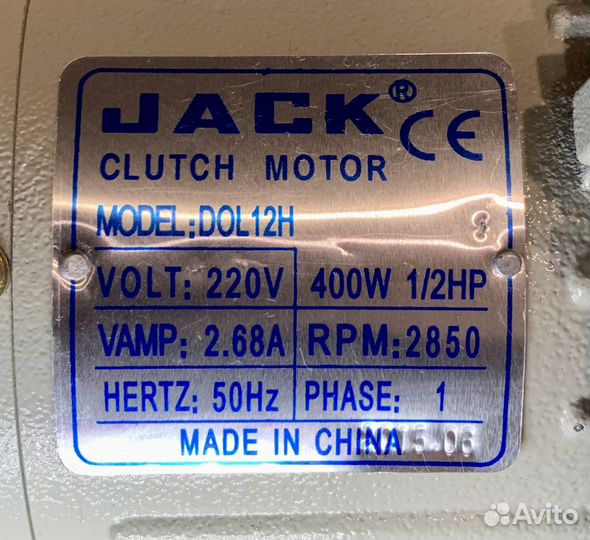 JACK® CE
CLUTCH MOTOR
MODEL:DOL12H
VOLT: 220V 400W 1/2HP
VAMP: 2.68A RPM:2850
HERTZ: 50Hz PHASE: 1
MADE IN CHINA 2015.06
Avito